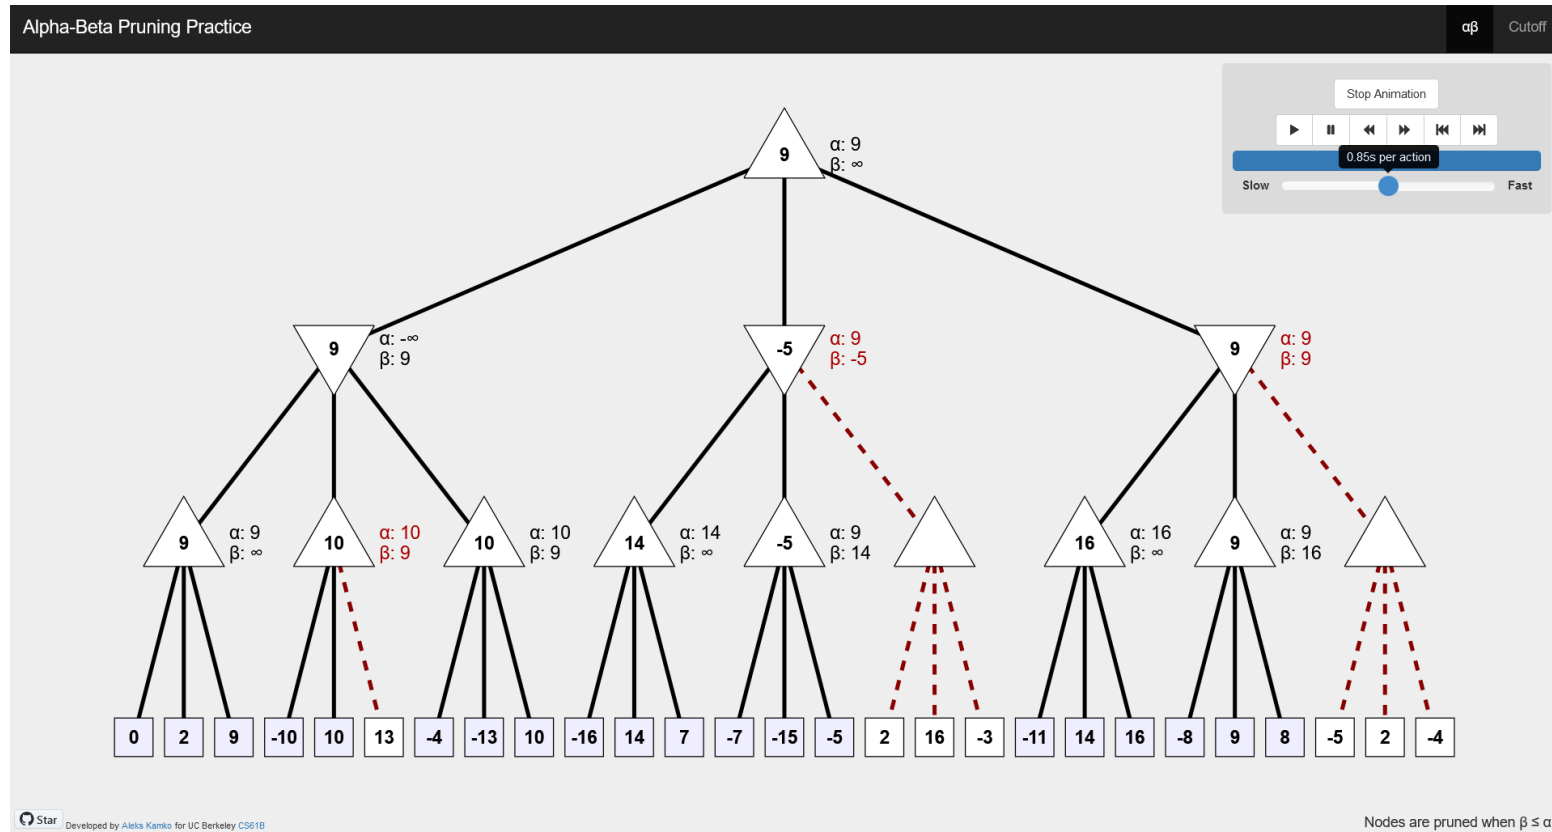 Alpha-Beta Pruning Practice
αβ
Cutoff
Stop Animation
0.85s per action
Slow
Fast
9
α: 9
β: ∞
9
α: -∞
β: 9
-5
α: 9
β: -5
9
α: 9
β: 9
9
α: 9
β: ∞
10
α: 10
β: 9
10
α: 10
β: 9
14
α: 14
β: ∞
-5
α: 9
β: 14
16
α: 16
β: ∞
9
α: 9
β: 16
0 2 9 -10 10 13 -4 -13 10 -16 14 7 -7 -15 -5 2 16 -3 -11 14 16 -8 9 8 -5 2 -4
Star
Developed by Aleks Kamko for UC Berkeley CS61B
Nodes are pruned when β ≤ α